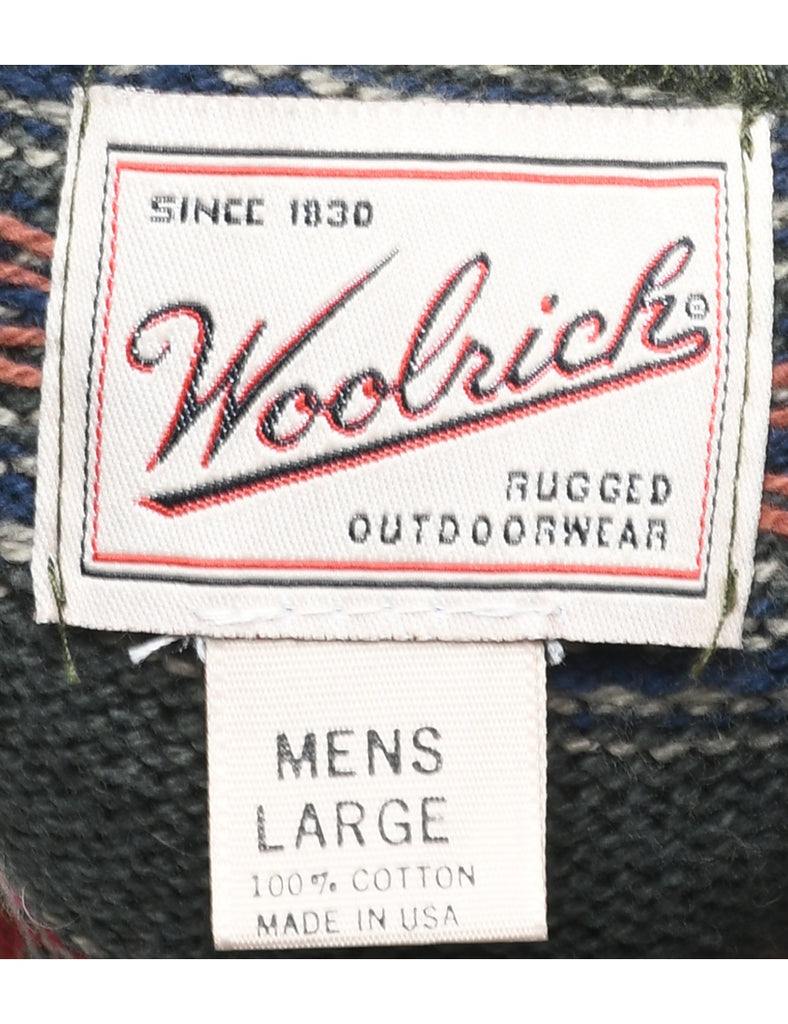 SINCE 1830
Woolrich®
RUGGED
OUTDOORWEAR
MENS
LARGE
100% COTTON
MADE IN USA